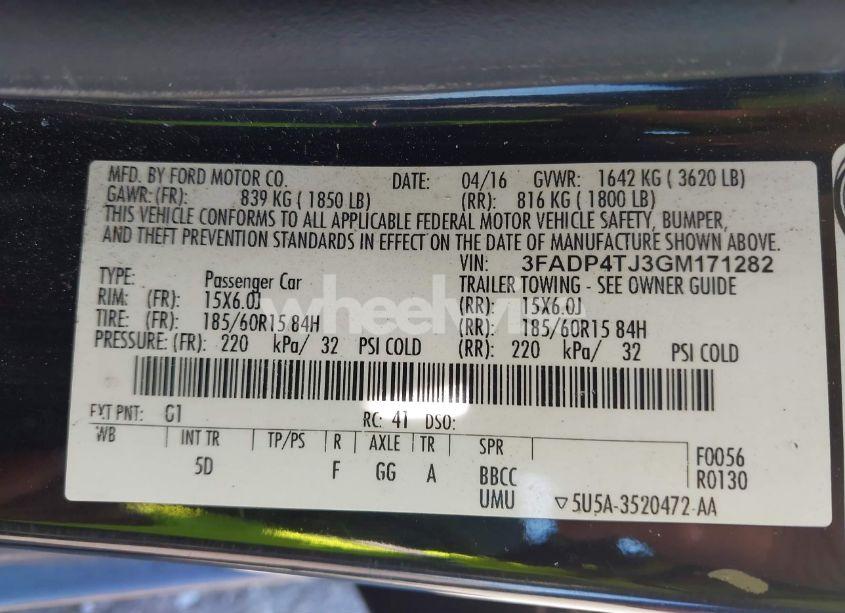 MFD. BY FORD MOTOR CO. DATE: 04/16 GVWR: 1642 KG ( 3620 LB)
GAWR: (FR): 839 KG ( 1850 LB) (RR): 816 KG ( 1800 LB)
THIS VEHICLE CONFORMS TO ALL APPLICABLE FEDERAL MOTOR VEHICLE SAFETY, BUMPER,
AND THEFT PREVENTION STANDARDS IN EFFECT ON THE DATE OF MANUFACTURE SHOWN ABOVE.
VIN: 3FADP4TJ3GM171282
TYPE: Passenger Car TRAILER TOWING - SEE OWNER GUIDE
RIM: (FR): 15X6.0J (RR): 15X6.0J
TIRE: (FR): 185/60R15 84H (RR): 185/60R15 84H
PRESSURE: (FR): 220 kPa/ 32 PSI COLD (RR): 220 kPa/ 32 PSI COLD
EXT PNT: G1 RC: 41 DSO:
WB INT TR TP/PS R AXLE TR SPR
5D F GG A BBCC
UMU
F0056
R0130
▽5U5A-3520472-AA